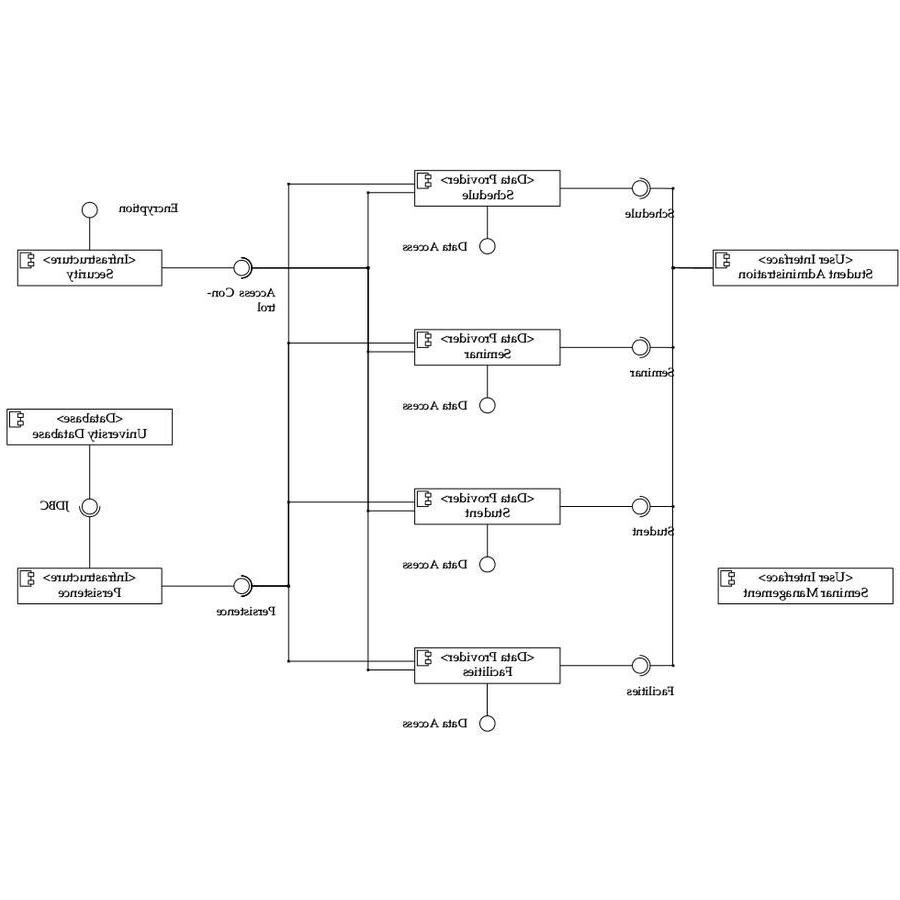 <User Interface>
Student Administration
<User Interface>
Seminar Management
Schedule
Seminar
Student
Facilities
<Data Provider>
Schedule
Data Access
<Data Provider>
Seminar
Data Access
<Data Provider>
Student
Data Access
<Data Provider>
Facilities
Data Access
Encryption
<Infrastructure>
Security
Access Con-
trol
<Database>
University Database
JDBC
<Infrastructure>
Persistence
Persistence